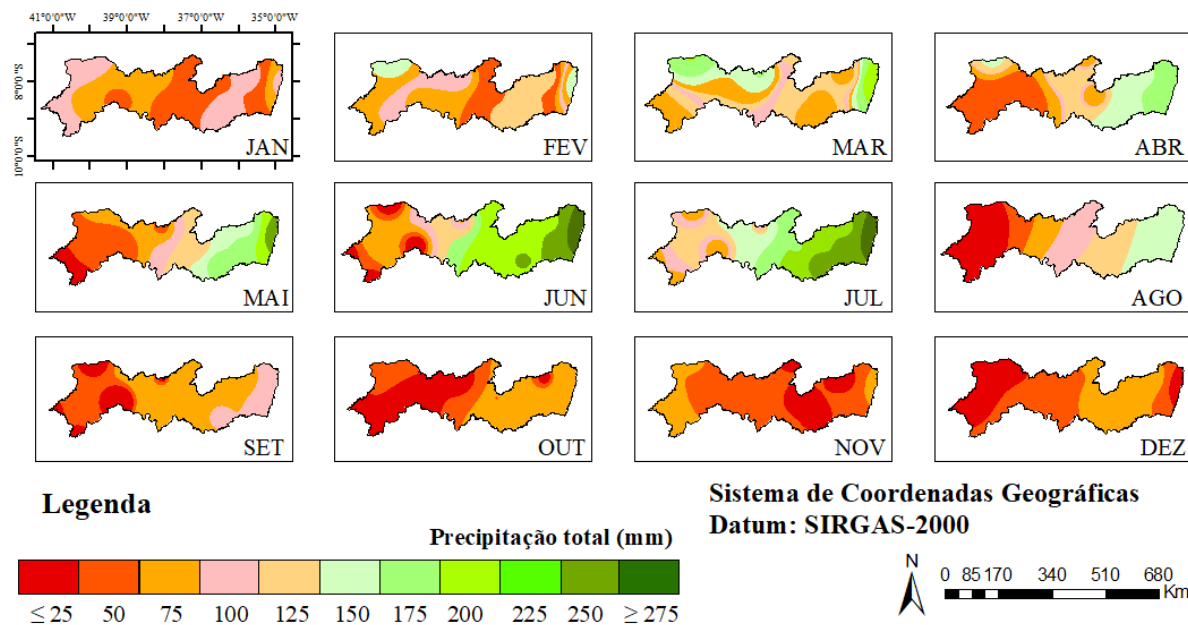 41°0'0"W 39°0'0"W 37°0'0"W 35°0'0"W
8°0'0"S
10°0'0"S
JAN
FEV
MAR
ABR
MAI
JUN
JUL
AGO
SET
OUT
NOV
DEZ
Legenda
Precipitação total (mm)
≤ 25 50 75 100 125 150 175 200 225 250 ≥ 275
Sistema de Coordenadas Geográficas
Datum: SIRGAS-2000
N
0 85 170 340 510 680
Km